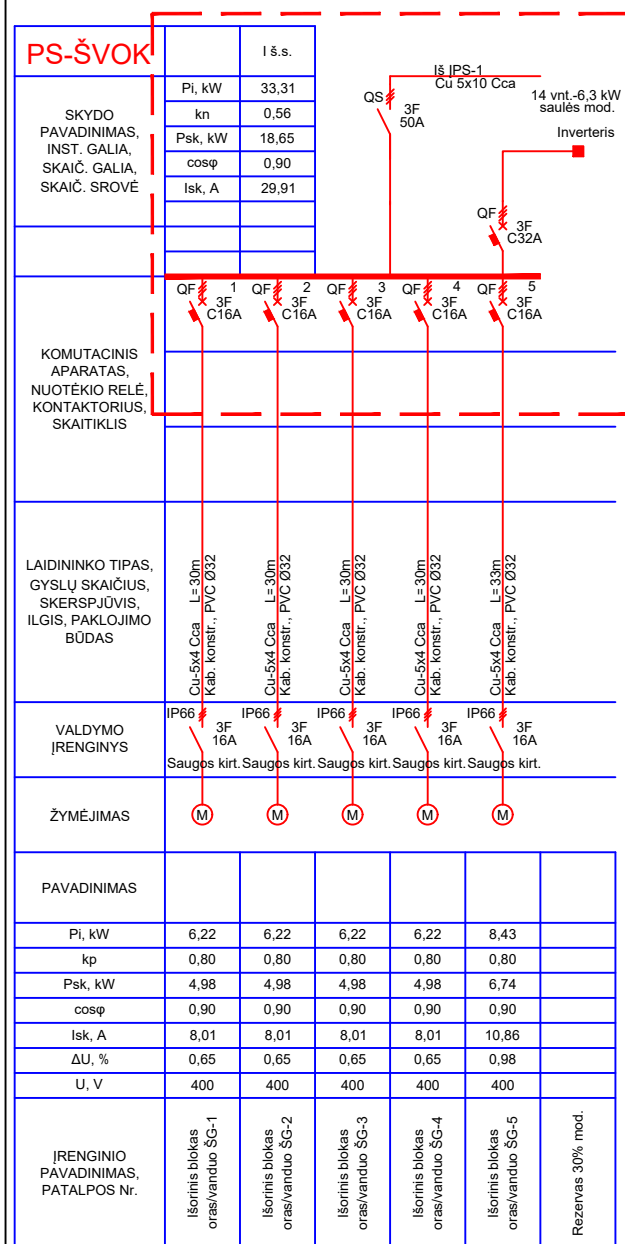 PS-ŠVOK
I š.s.
SKYDO
PAVADINIMAS,
INST. GALIA,
SKAIČ. GALIA,
SKAIČ. SROVĖ
Pi, kW 33,31
kn 0,56
Psk, kW 18,65
cosφ 0,90
Isk, A 29,91
Iš ĮPS-1
Cu 5x10 Cca
QS
3F
50A
14 vnt.-6,3 kW
saulės mod.
Inverteris
QF
3F
C32A
KOMUTACINIS
APARATAS,
NUOTĖKIO RELĖ,
KONTAKTORIUS,
SKAITIKLIS
QF 1 QF 2 QF 3 QF 4 QF 5
3F 3F 3F 3F 3F
C16A C16A C16A C16A C16A
LAIDININKO TIPAS,
GYSLŲ SKAIČIUS,
SKERSPJŪVIS,
ILGIS, PAKLOJIMO
BŪDAS
Cu-5x4 Cca L=30m
Kab. konstr., PVC Ø32
Cu-5x4 Cca L=30m
Kab. konstr., PVC Ø32
Cu-5x4 Cca L=30m
Kab. konstr., PVC Ø32
Cu-5x4 Cca L=30m
Kab. konstr., PVC Ø32
Cu-5x4 Cca L=33m
Kab. konstr., PVC Ø32
VALDYMO
ĮRENGINYS
IP66 IP66 IP66 IP66 IP66
3F 3F 3F 3F 3F
16A 16A 16A 16A 16A
Saugos kirt. Saugos kirt. Saugos kirt. Saugos kirt. Saugos kirt.
ŽYMĖJIMAS
M M M M M
PAVADINIMAS
Pi, kW 6,22 6,22 6,22 6,22 8,43
kp 0,80 0,80 0,80 0,80 0,80
Psk, kW 4,98 4,98 4,98 4,98 6,74
cosφ 0,90 0,90 0,90 0,90 0,90
Isk, A 8,01 8,01 8,01 8,01 10,86
ΔU, % 0,65 0,65 0,65 0,65 0,98
U, V 400 400 400 400 400
ĮRENGINIO
PAVADINIMAS,
PATALPOS Nr.
Išorinis blokas
oras/vanduo ŠG-1
Išorinis blokas
oras/vanduo ŠG-2
Išorinis blokas
oras/vanduo ŠG-3
Išorinis blokas
oras/vanduo ŠG-4
Išorinis blokas
oras/vanduo ŠG-5
Rezervas 30% mod.